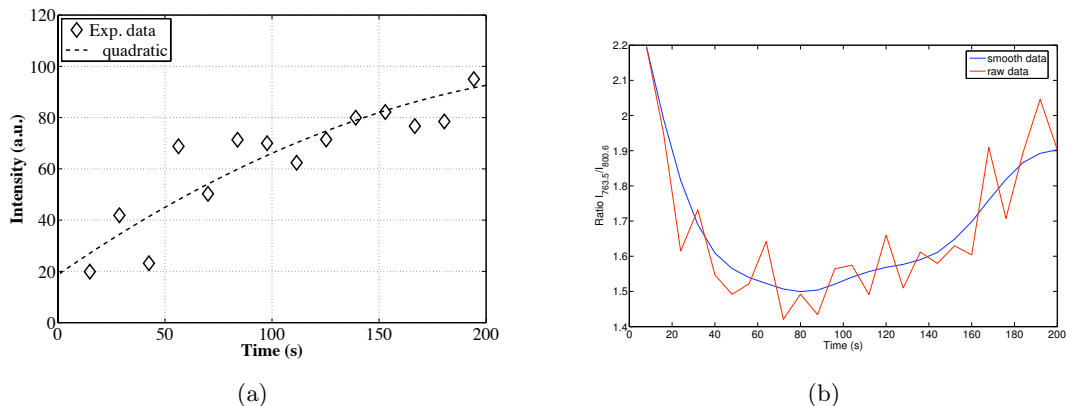 120
100
80
60
40
20
0
0 50 100 150 200
Intensity (a.u.)
Time (s)
Exp. data
quadratic
(a)
2.2
2.1
2
1.9
1.8
1.7
1.6
1.5
1.4
0 20 40 60 80 100 120 140 160 180 200
Ratio I763.5/I800.6
Time (s)
smooth data
raw data
(b)